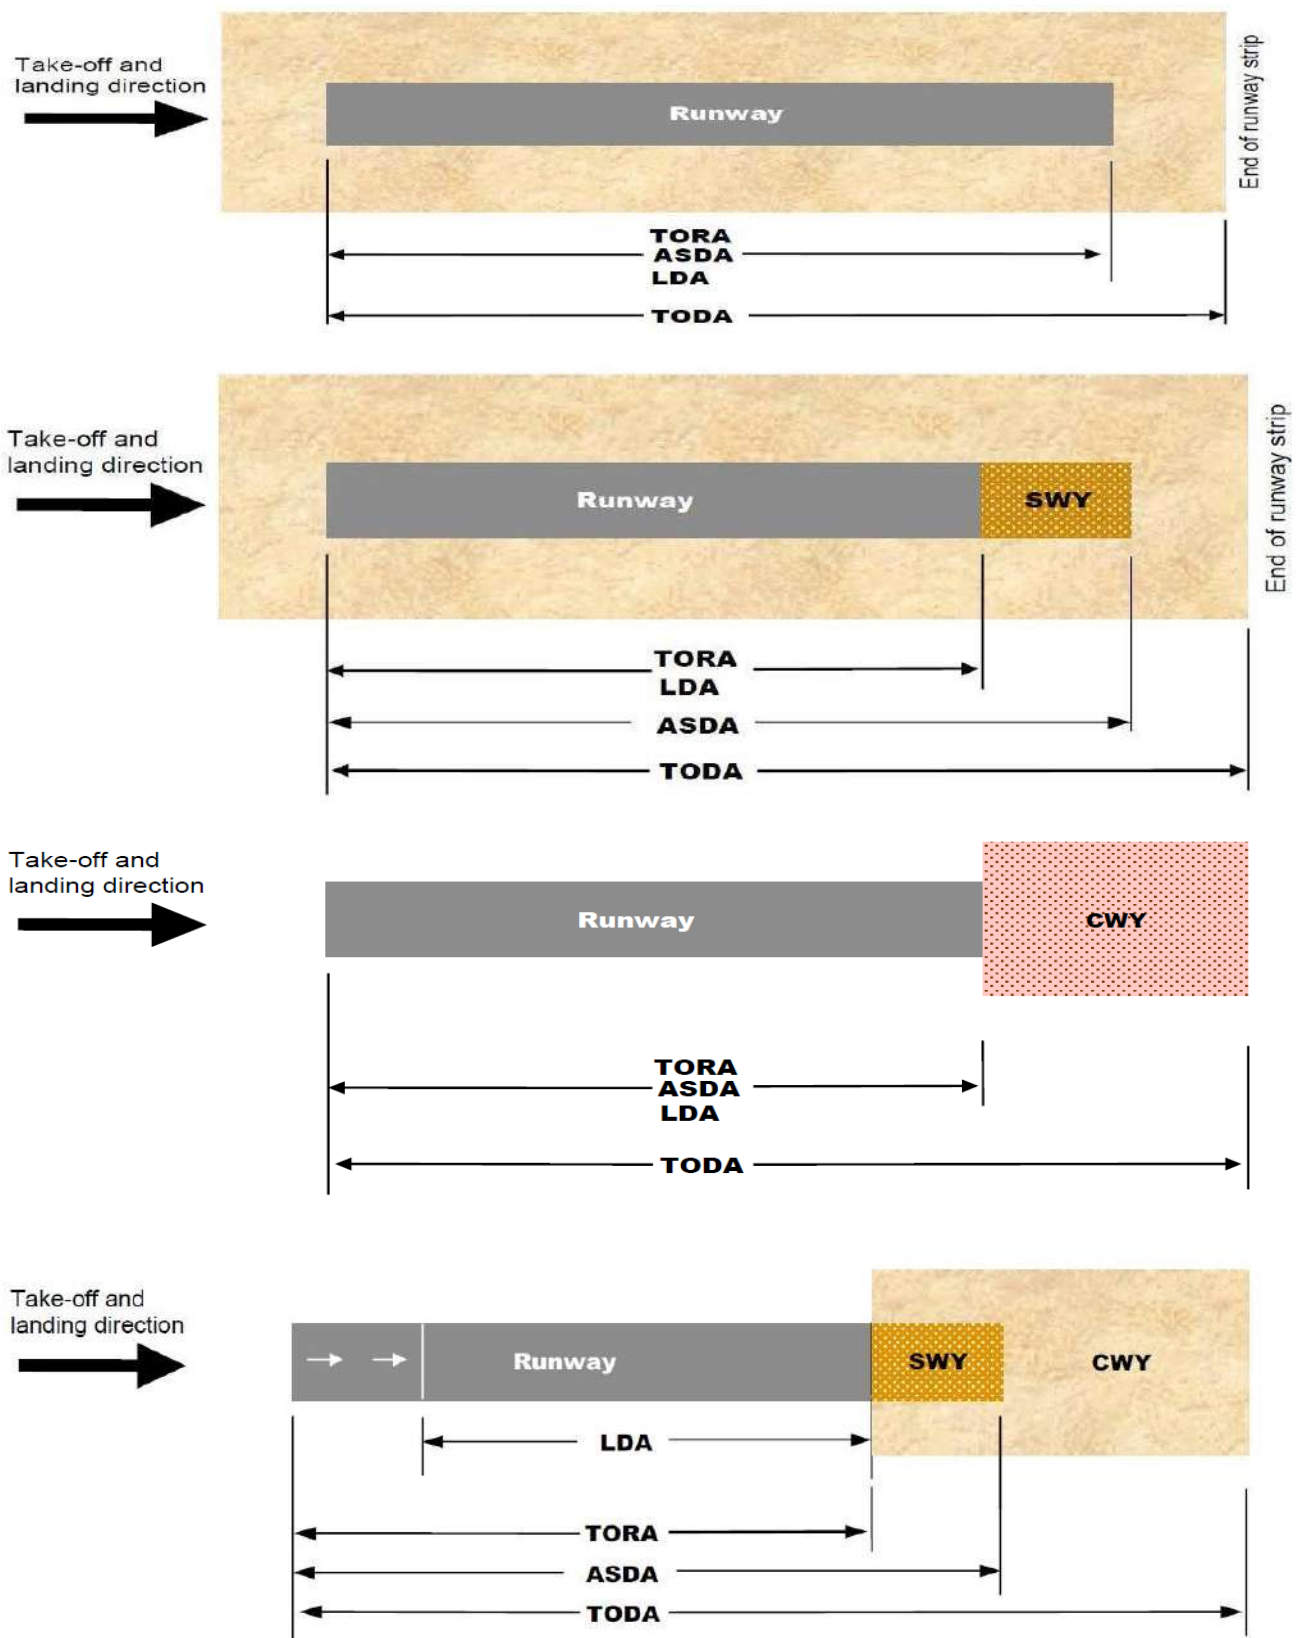 Take-off and
landing direction
Runway
End of runway strip
TORA
ASDA
LDA
TODA
Take-off and
landing direction
Runway
SWY
End of runway strip
TORA
LDA
ASDA
TODA
Take-off and
landing direction
Runway
CWY
TORA
ASDA
LDA
TODA
Take-off and
landing direction
Runway
SWY
CWY
LDA
TORA
ASDA
TODA